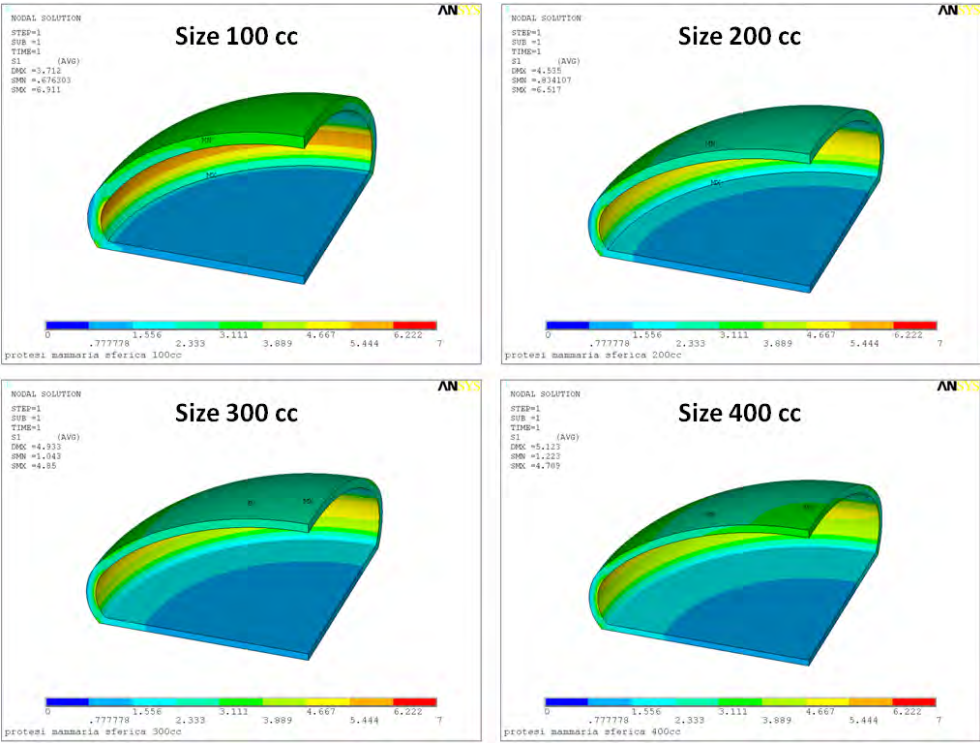 ANSYS
NODAL SOLUTION
Size 100 cc
STEP=1
SUB =1
TIME=1
S1 (AVG)
DMX =3.712
SMN =.676303
SMX =6.911
MN
MX
0 1.556 3.111 4.667 6.222
.777778 2.333 3.889 5.444 7
protesi mammaria sferica 100cc
ANSYS
NODAL SOLUTION
Size 200 cc
STEP=1
SUB =1
TIME=1
S1 (AVG)
DMX =4.535
SMN =.834107
SMX =6.517
MN
MX
0 1.556 3.111 4.667 6.222
.777778 2.333 3.889 5.444 7
protesi mammaria sferica 200cc
ANSYS
NODAL SOLUTION
Size 300 cc
STEP=1
SUB =1
TIME=1
S1 (AVG)
DMX =4.933
SMN =1.043
SMX =4.85
0 1.556 3.111 4.667 6.222
.777778 2.333 3.889 5.444 7
protesi mammaria sferica 300cc
ANSYS
NODAL SOLUTION
Size 400 cc
STEP=1
SUB =1
TIME=1
S1 (AVG)
DMX =5.123
SMN =1.223
SMX =4.789
0 1.556 3.111 4.667 6.222
.777778 2.333 3.889 5.444 7
protesi mammaria sferica 400cc